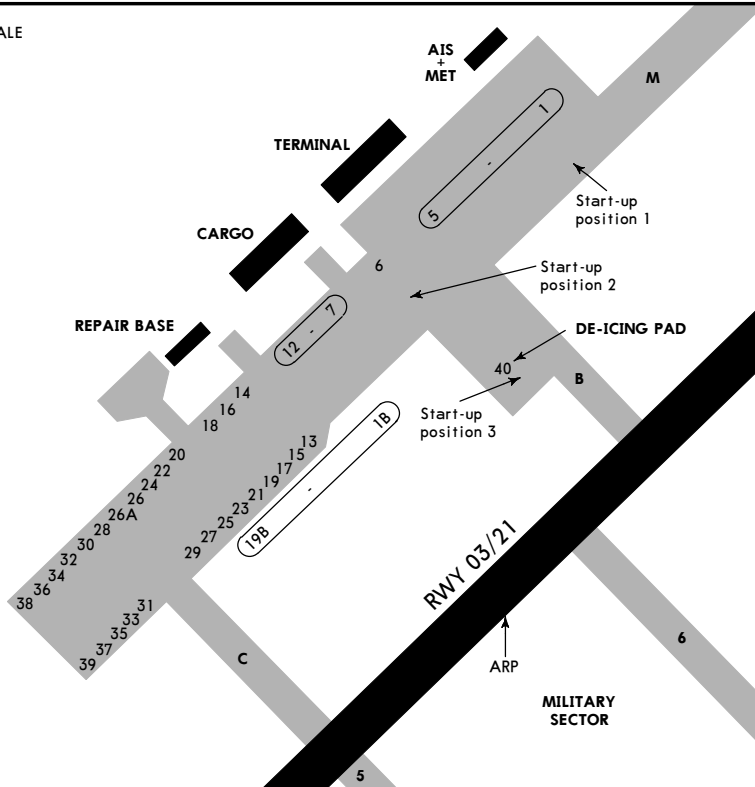 ALE
AIS
+
MET
M
TERMINAL
1
-
5
Start-up
position 1
CARGO
6
Start-up
position 2
REPAIR BASE
12 - 7
DE-ICING PAD
40
B
14
16
18
Start-up
position 3
1B
-
19B
13
15
17
19
21
23
25
27
29
20
22
24
26
26A
28
30
32
34
36
38
31
33
35
37
39
RWY 03/21
C
6
ARP
MILITARY
SECTOR
5